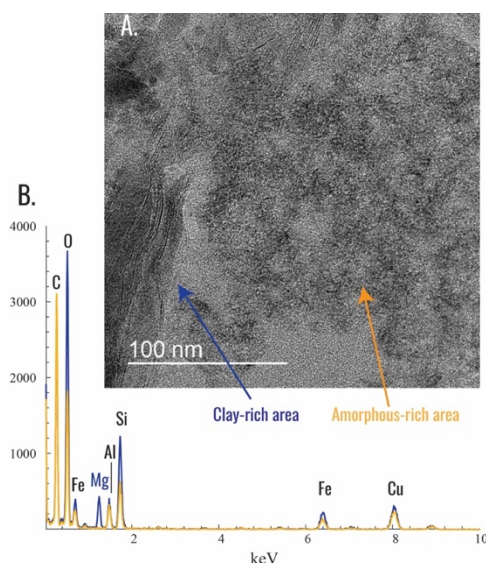 A.
100 nm
Clay-rich area
Amorphous-rich area
B.
4000
3000
2000
1000
C
O
Fe
Mg
Al
Si
Fe
Cu
2
4
6
8
10
keV